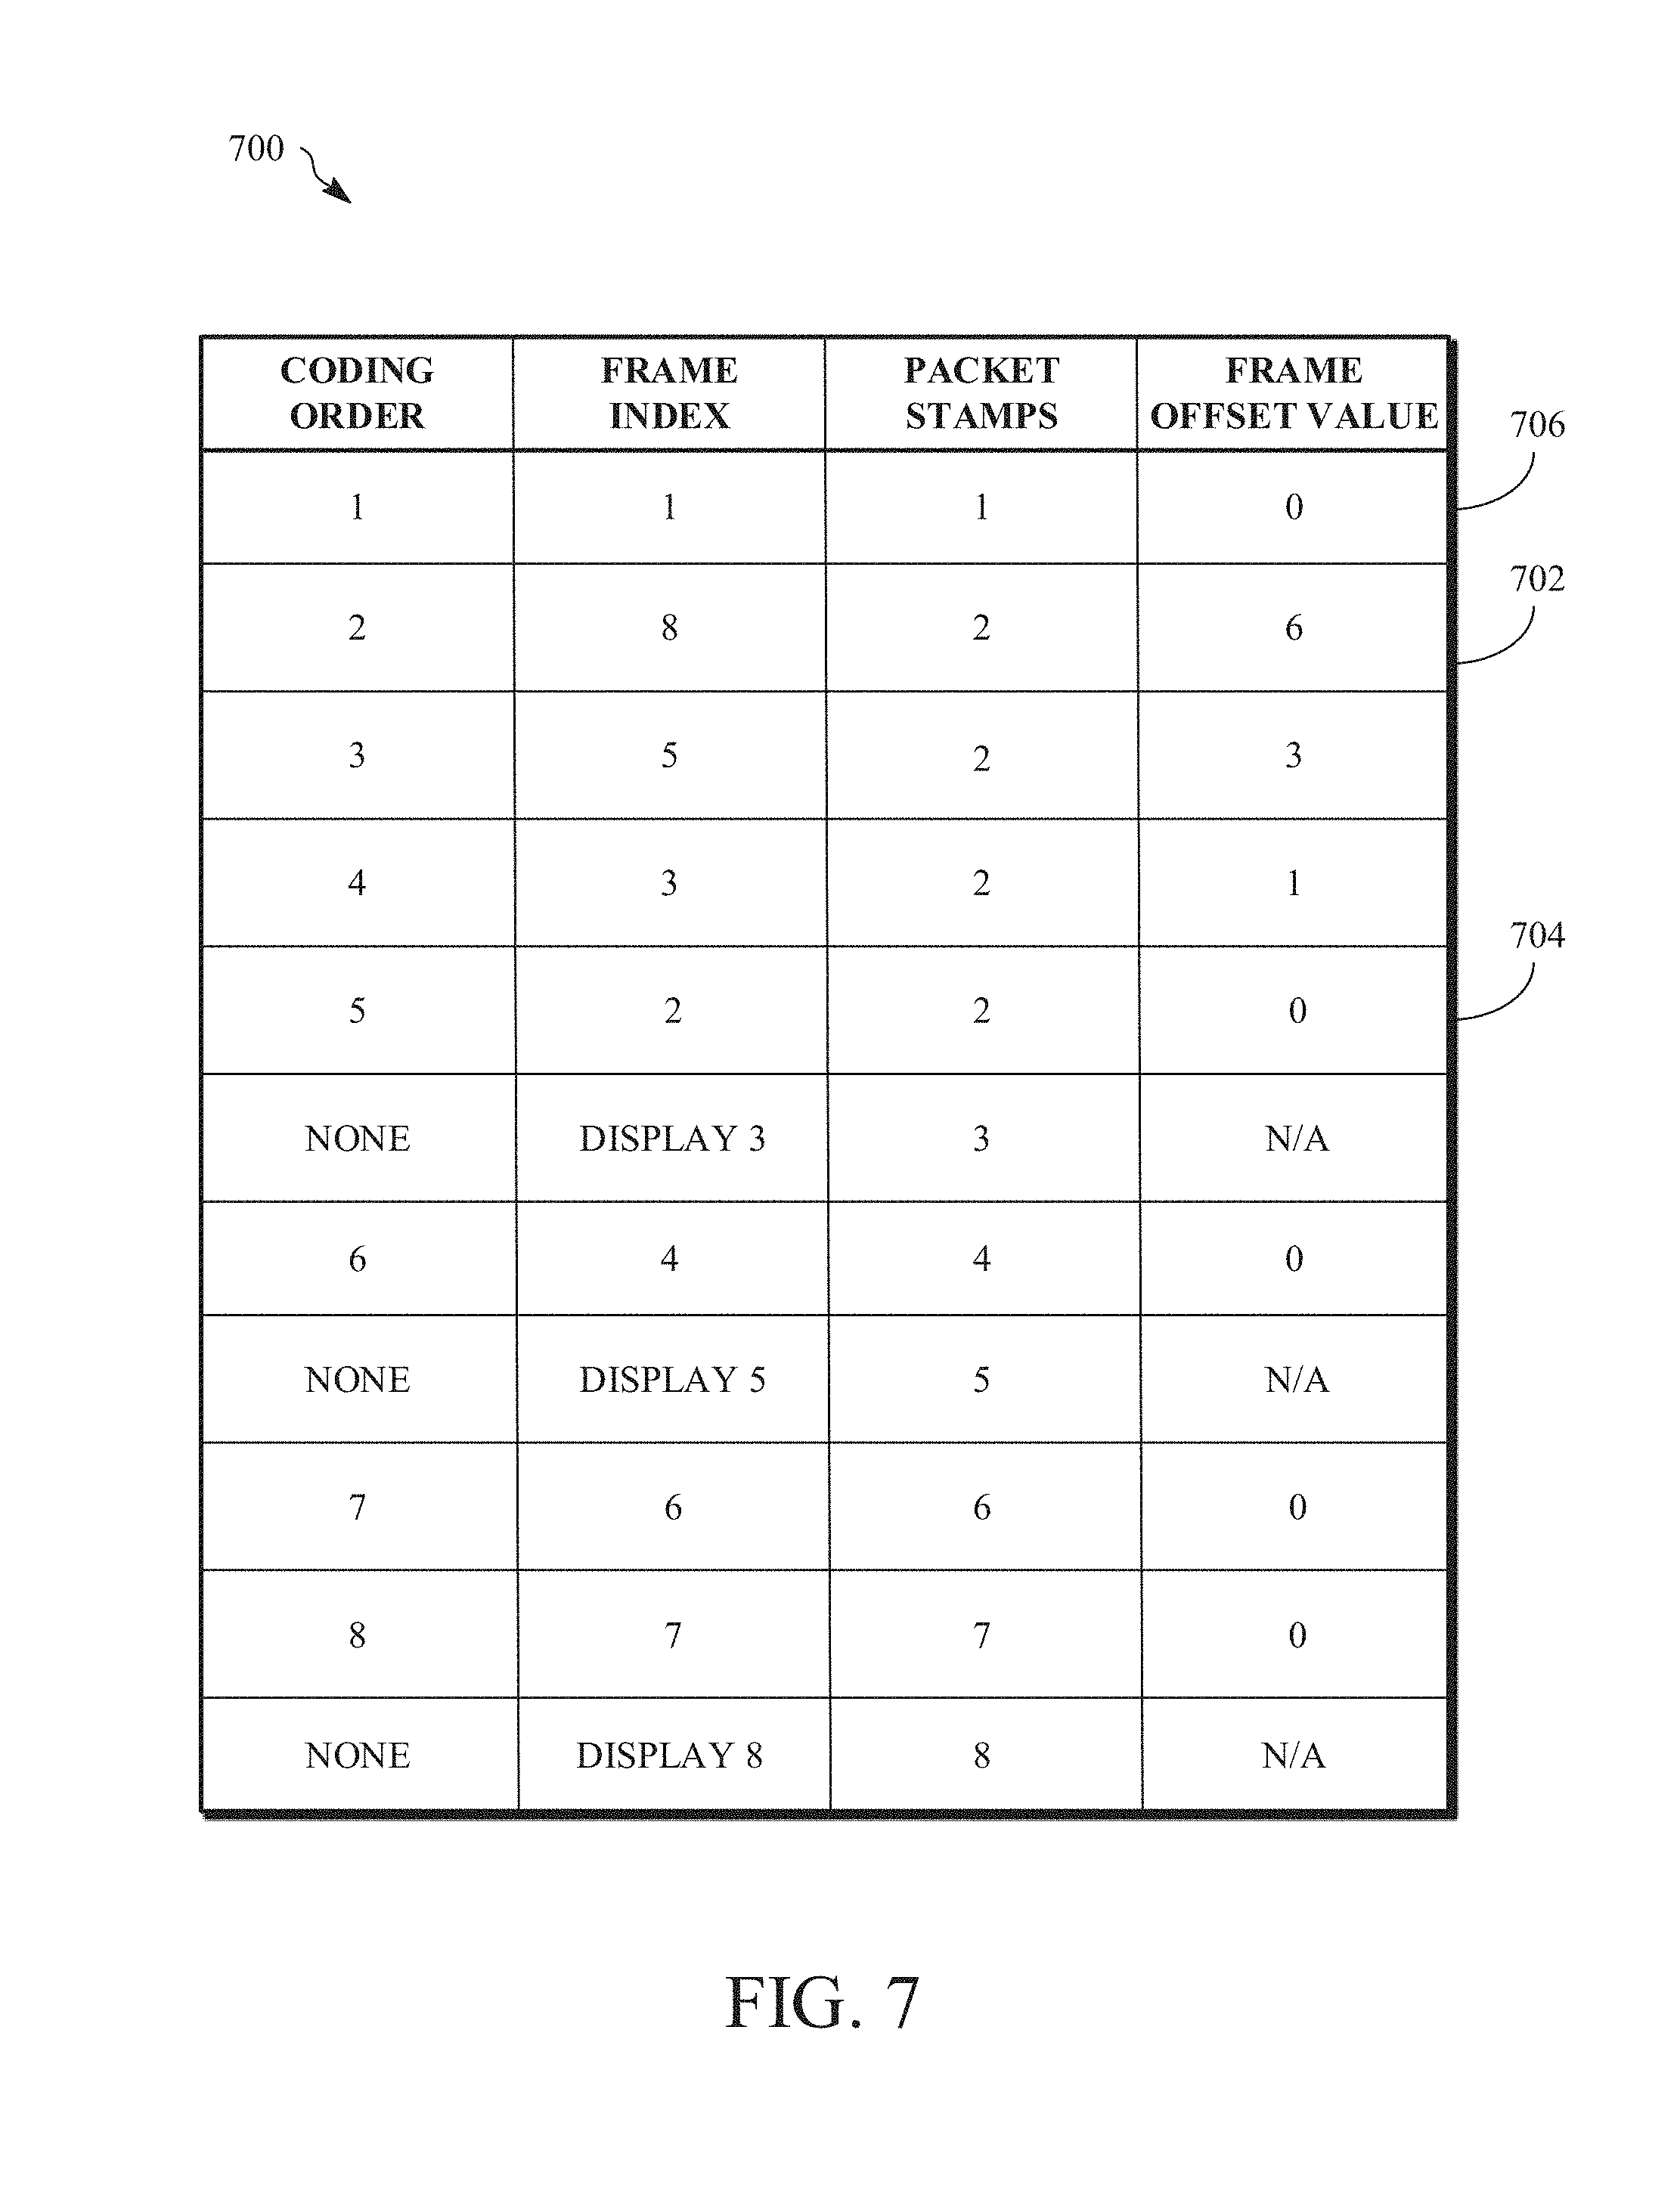 700
CODING ORDER FRAME INDEX PACKET STAMPS FRAME OFFSET VALUE
706
1 1 1 0
702
2 8 2 6
3 5 2 3
4 3 2 1
704
5 2 2 0
NONE DISPLAY 3 3 N/A
6 4 4 0
NONE DISPLAY 5 5 N/A
7 6 6 0
8 7 7 0
NONE DISPLAY 8 8 N/A
FIG. 7